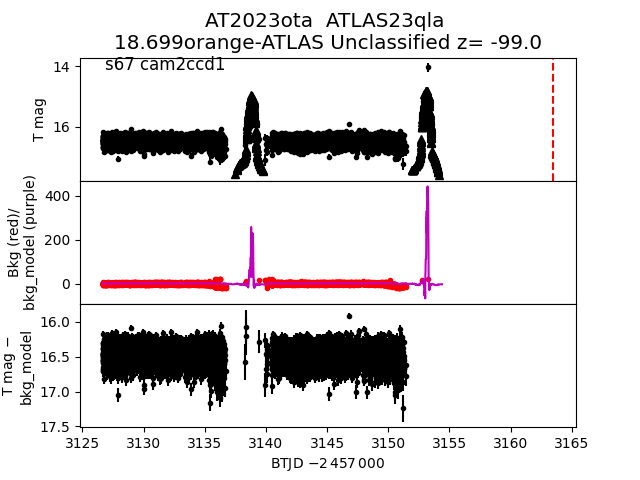 AT2023ota  ATLAS23qla
18.699orange-ATLAS Unclassified z= -99.0
s67 cam2ccd1
14
16
T mag
400
200
0
Bkg (red)/
bkg_model (purple)
16.0
16.5
17.0
17.5
T mag −
bkg_model
3125 3130 3135 3140 3145 3150 3155 3160 3165
BTJD −2 457 000